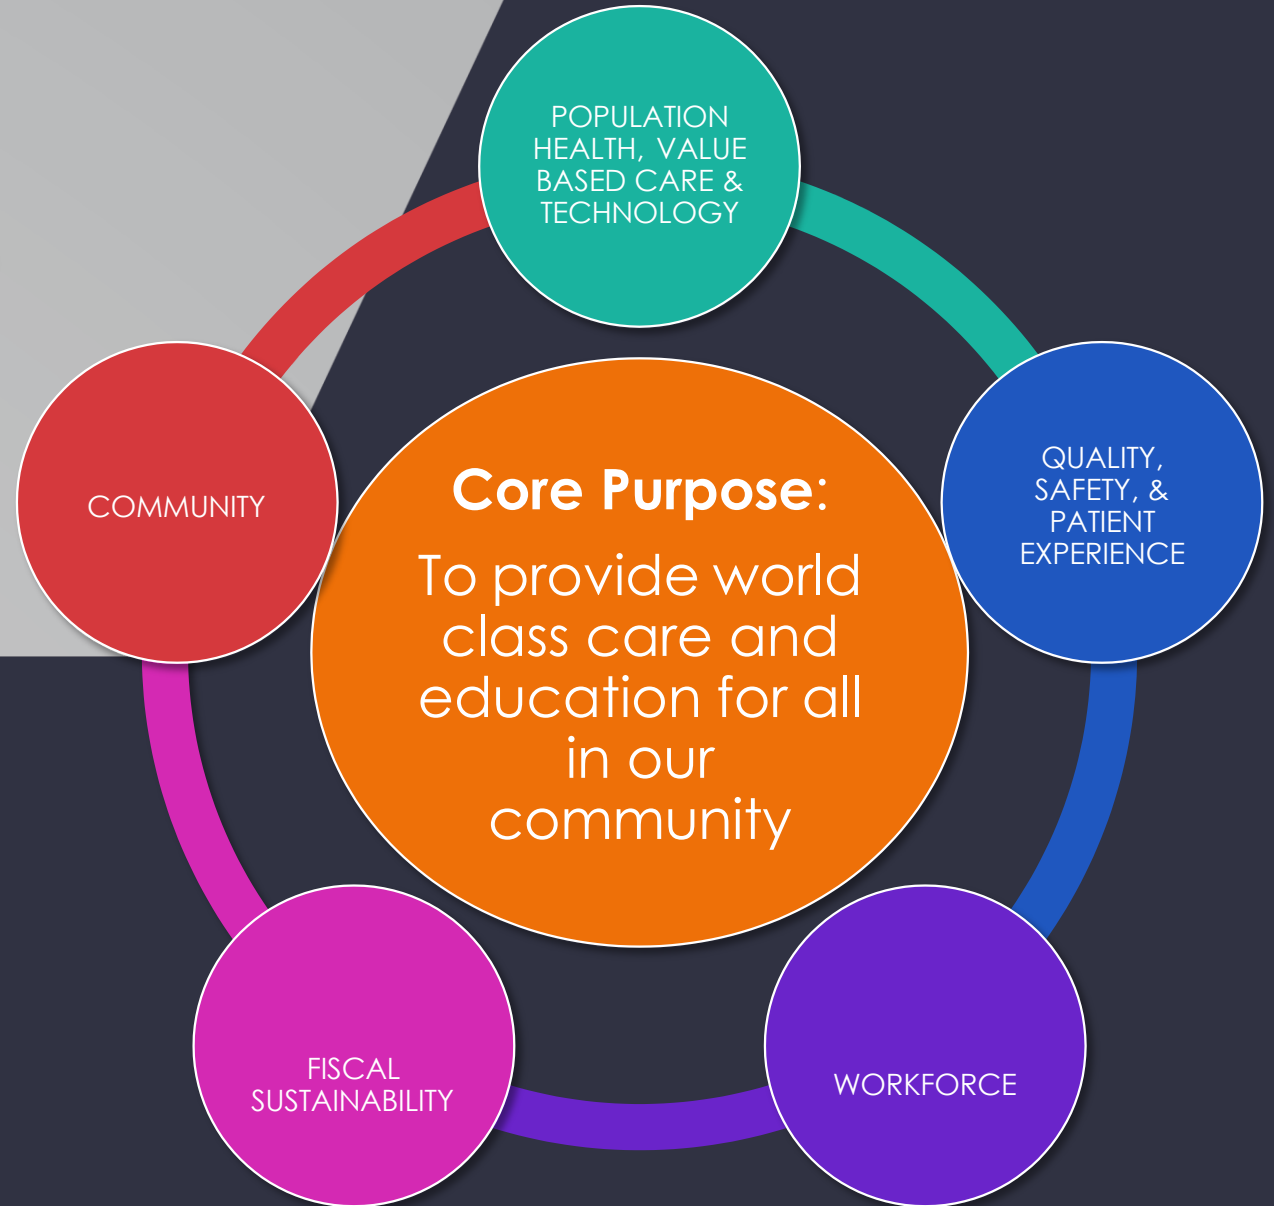 POPULATION
HEALTH, VALUE
BASED CARE &
TECHNOLOGY
QUALITY,
SAFETY, &
PATIENT
EXPERIENCE
WORKFORCE
FISCAL
SUSTAINABILITY
COMMUNITY
Core Purpose:
To provide world
class care and
education for all
in our
community